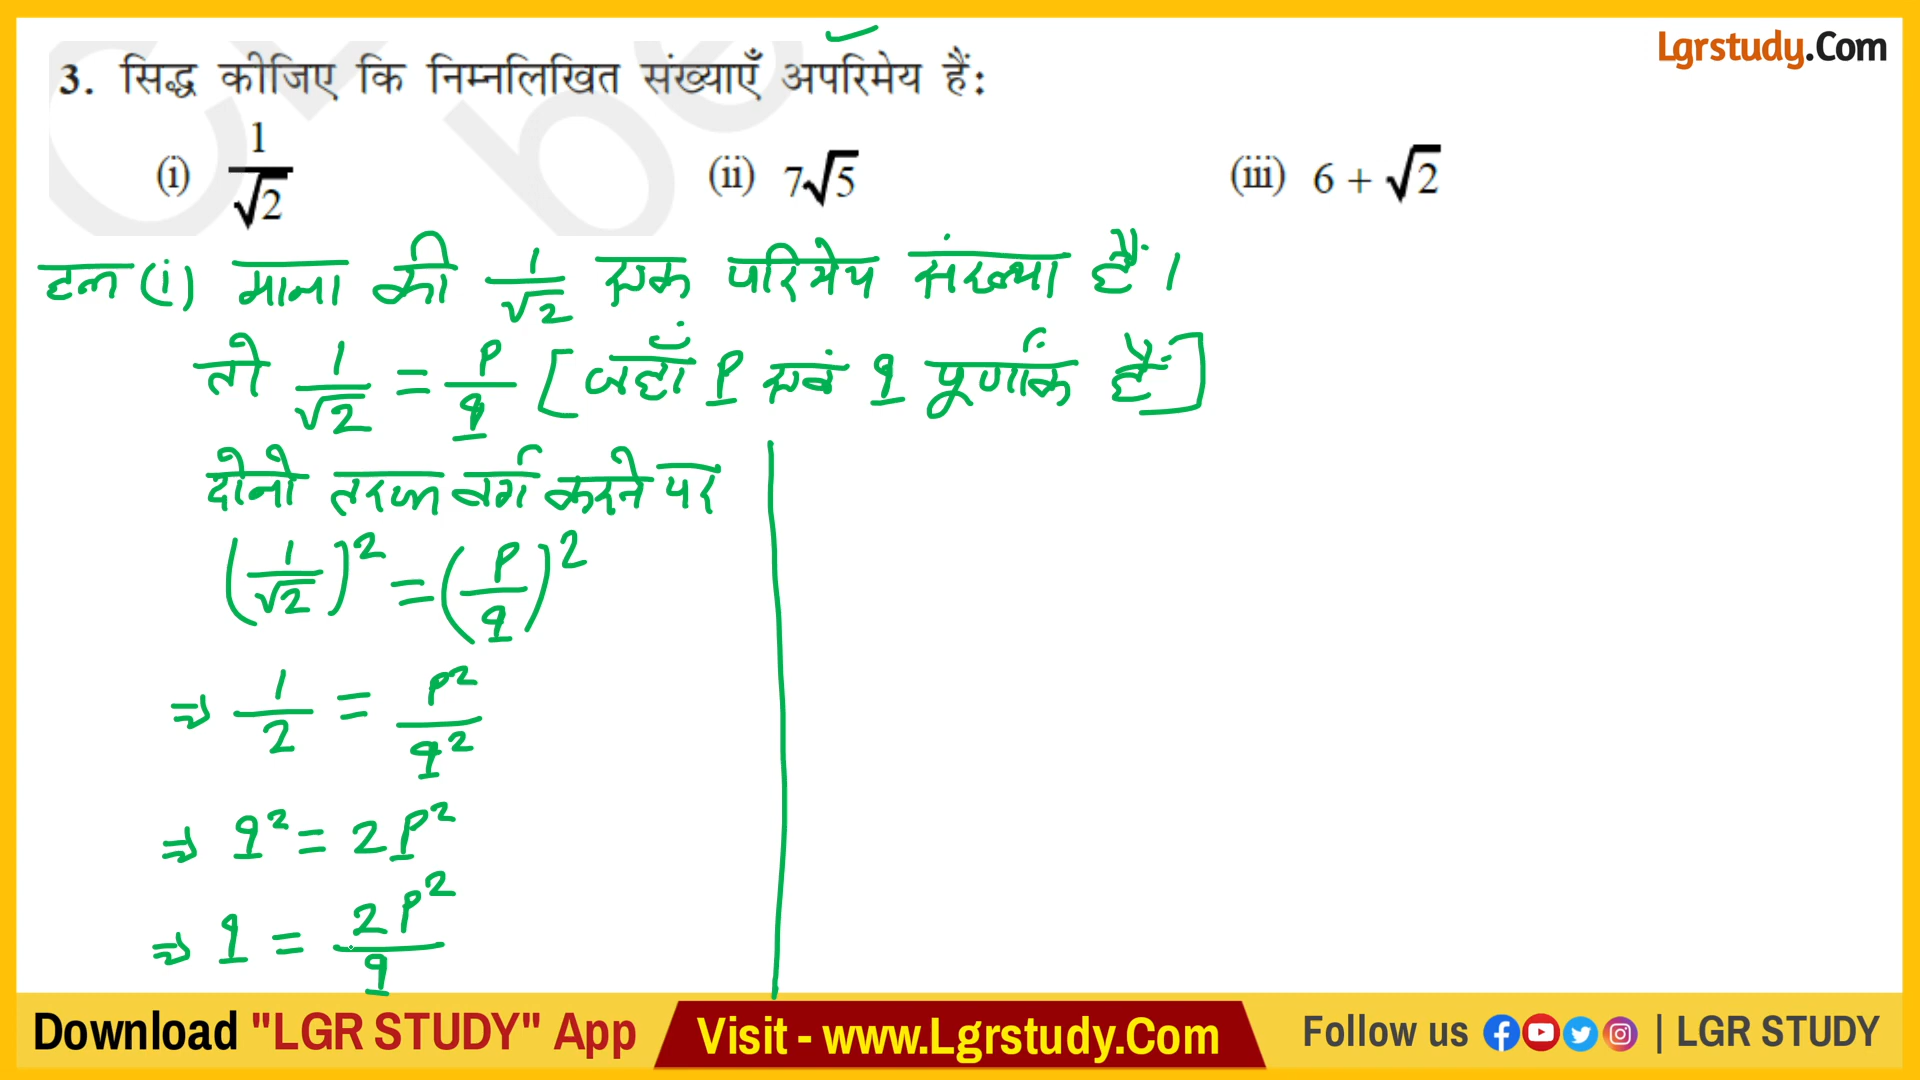 Lgrstudy.Com
3. सिद्ध कीजिए कि निम्नलिखित संख्याएँ अपरिमेय हैं:
(i) 1/√2 (ii) 7√5 (iii) 6 + √2
हल (i) माना की 1/√2 एक परिमेय संख्या हैं।
तो 1/√2 = P/q [जहाँ P एवं q पूर्णांक हैं]
दोनो तरफ वर्ग करने पर
(1/√2)² = (P/q)²
⇒ 1/2 = P²/q²
⇒ q² = 2P²
⇒ q = 2P²/q
Download "LGR STUDY" App
Visit - www.Lgrstudy.Com
Follow us | LGR STUDY